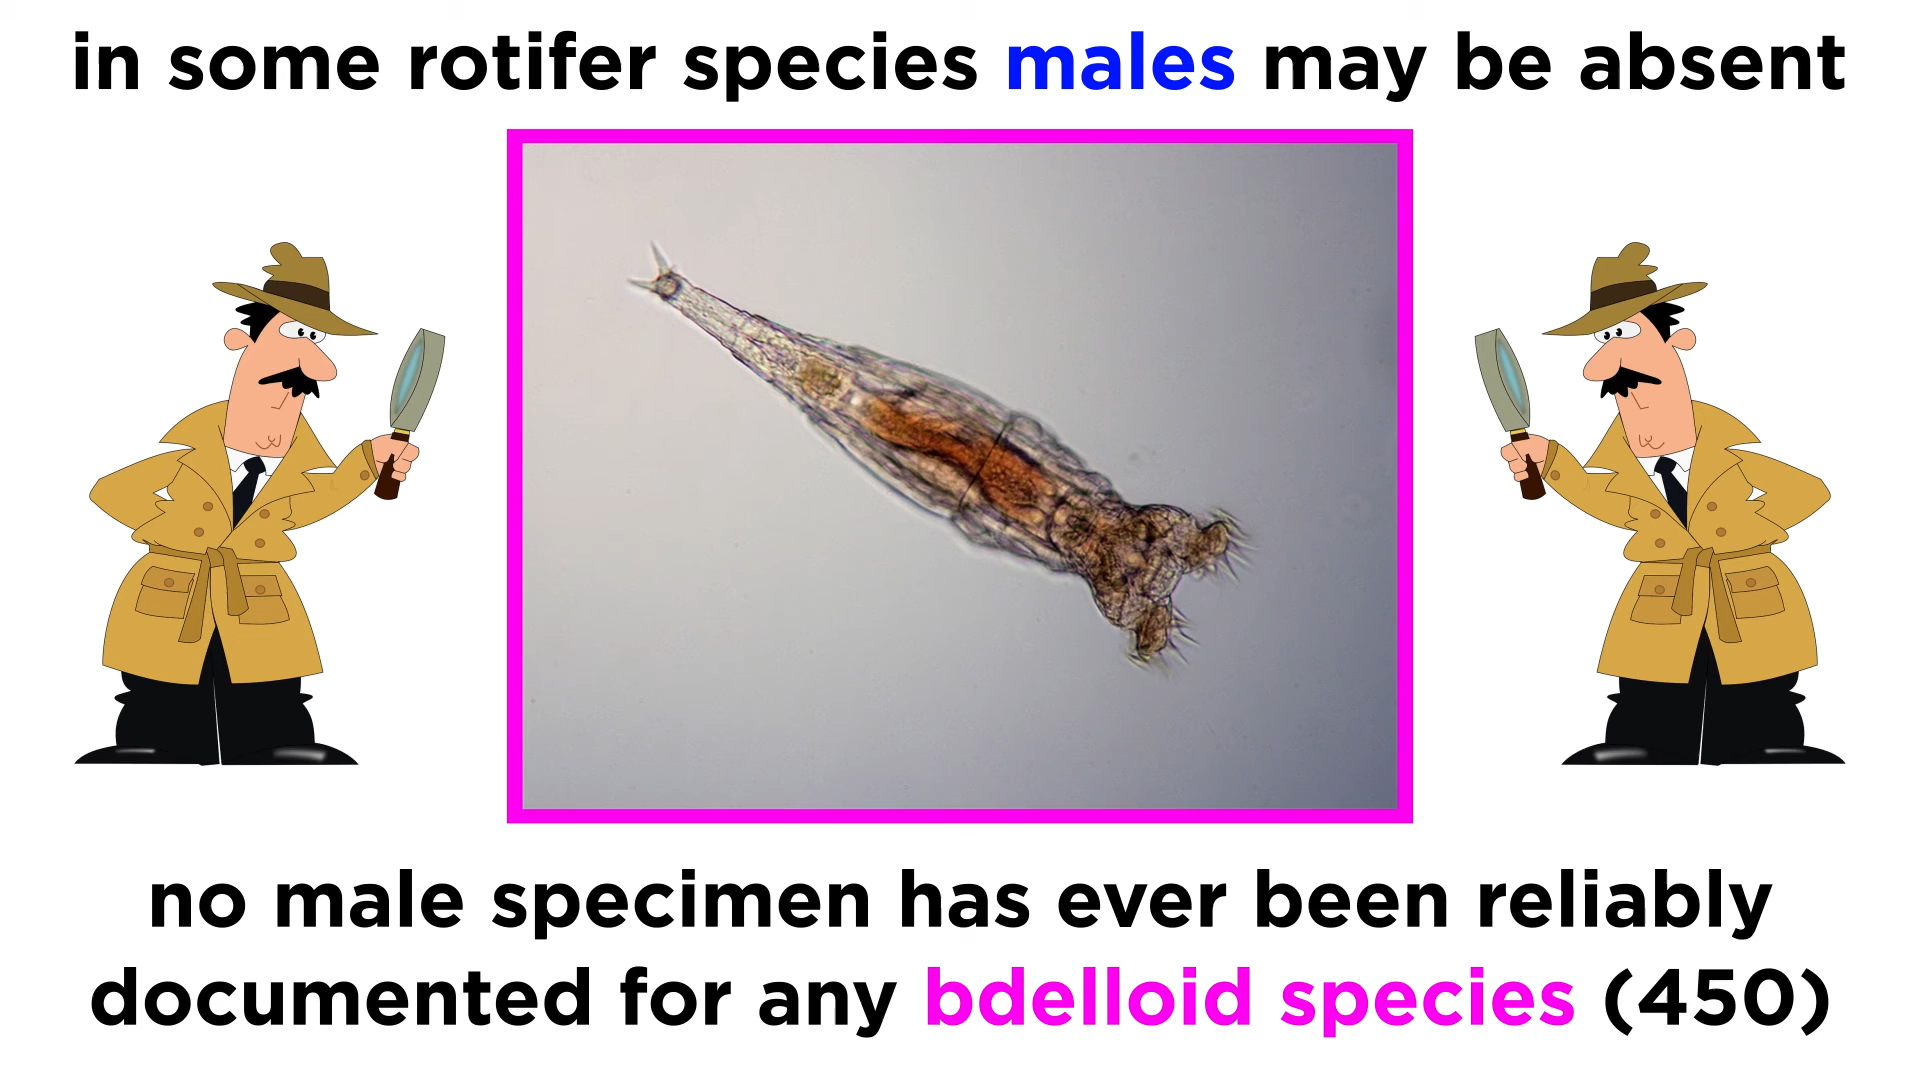 in some rotifer species males may be absent
no male specimen has ever been reliably
documented for any bdelloid species (450)